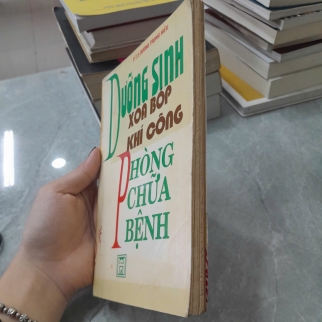 DƯỠNG SINH
XOA BÓP
KHÍ CÔNG
PHÒNG
CHỮA
BỆNH